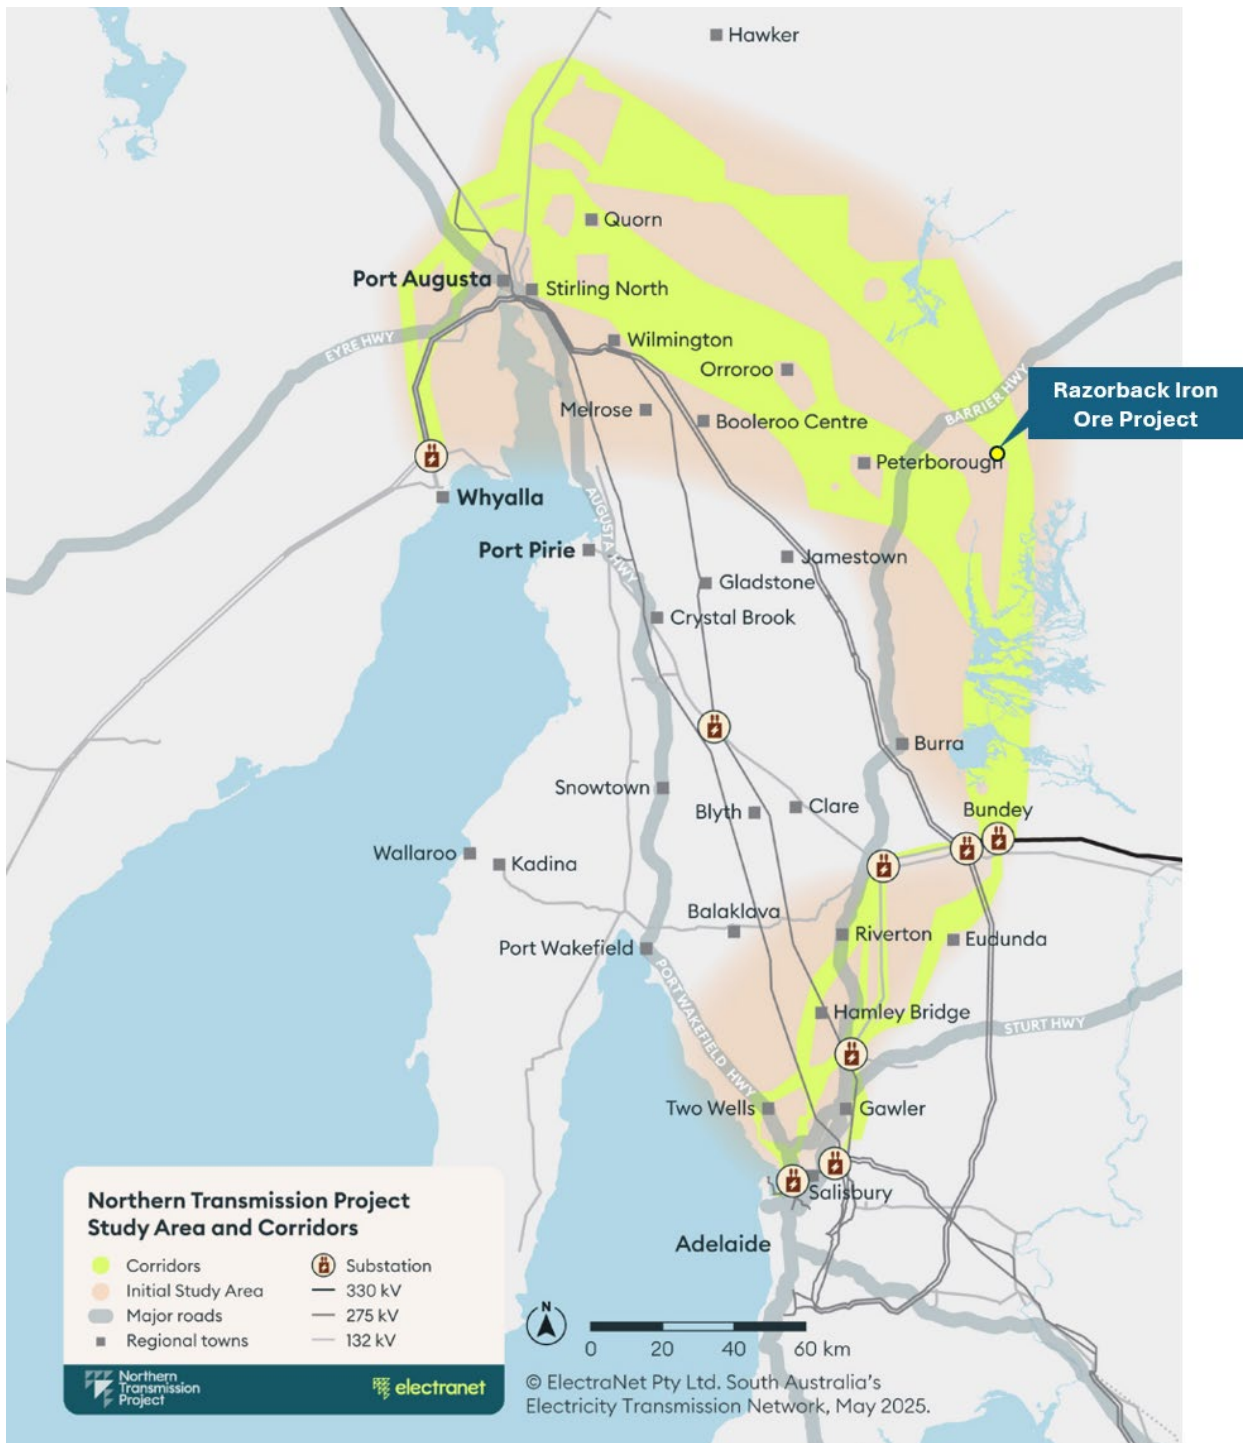 Hawker
Quorn
Port Augusta
Stirling North
EYRE HWY
Wilmington
Orroroo
BARRIER HWY
Razorback Iron
Ore Project
Melrose
Booleroo Centre
Peterborough
Whyalla
AUGUSTA HWY
Port Pirie
Jamestown
Gladstone
Crystal Brook
Burra
Snowtown
Blyth
Clare
Bundey
Wallaroo
Kadina
Balaklava
Riverton
Eudunda
Port Wakefield
PORT WAKEFIELD HWY
Hamley Bridge
STURT HWY
Two Wells
Gawler
Salisbury
Adelaide
Northern Transmission Project
Study Area and Corridors
Corridors
Substation
Initial Study Area
330 kV
Major roads
275 kV
Regional towns
132 kV
Northern
Transmission
Project
electranet
N
0 20 40 60 km
© ElectraNet Pty Ltd. South Australia's
Electricity Transmission Network, May 2025.